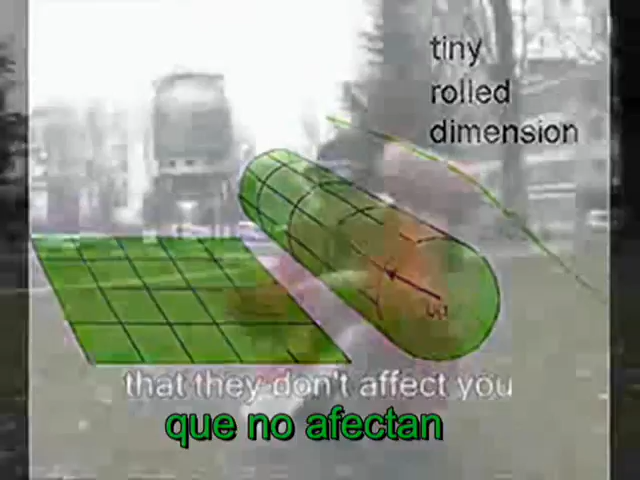 tiny
rolled
dimension
that they don't affect you
que no afectan